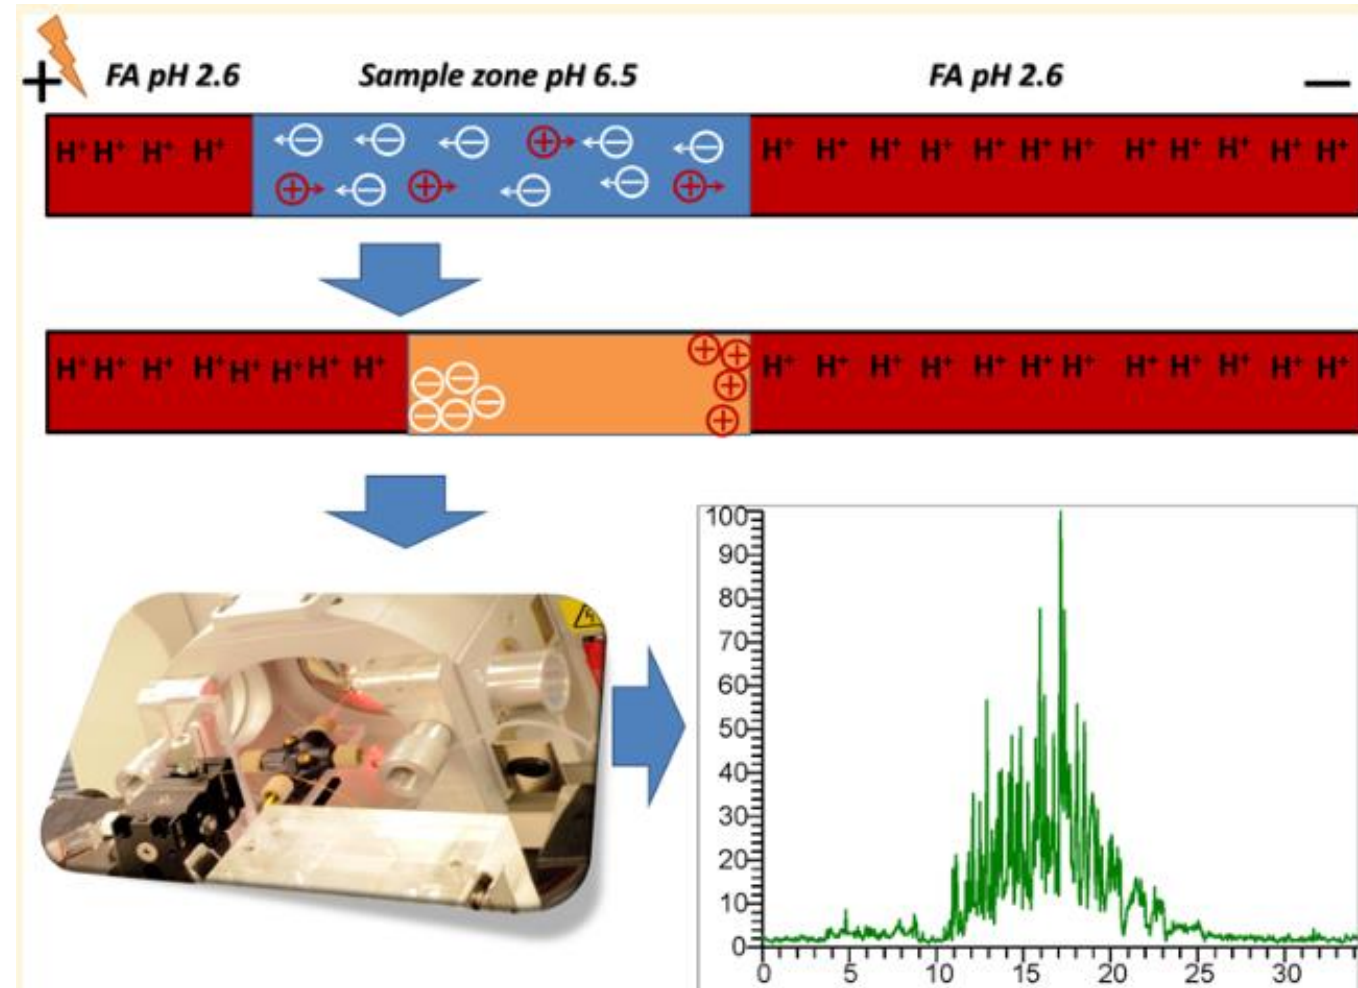 + FA pH 2.6 Sample zone pH 6.5 FA pH 2.6 —
H⁺ H⁺ H⁺ H⁺ ⊖ ⊖ ⊖ ⊕ ⊖ ⊖ H⁺ H⁺ H⁺ H⁺ H⁺ H⁺ H⁺ H⁺ H⁺ H⁺ H⁺ H⁺
⊕ ⊖ ⊕ ⊖ ⊖ ⊕
H⁺ H⁺ H⁺ H⁺ H⁺ H⁺ H⁺ H⁺ ⊖ ⊖ ⊖ ⊖ ⊖ ⊕ ⊕ ⊕ ⊕ H⁺ H⁺ H⁺ H⁺ H⁺ H⁺ H⁺ H⁺ H⁺ H⁺ H⁺ H⁺
100
90
80
70
60
50
40
30
20
10
0
0 5 10 15 20 25 30